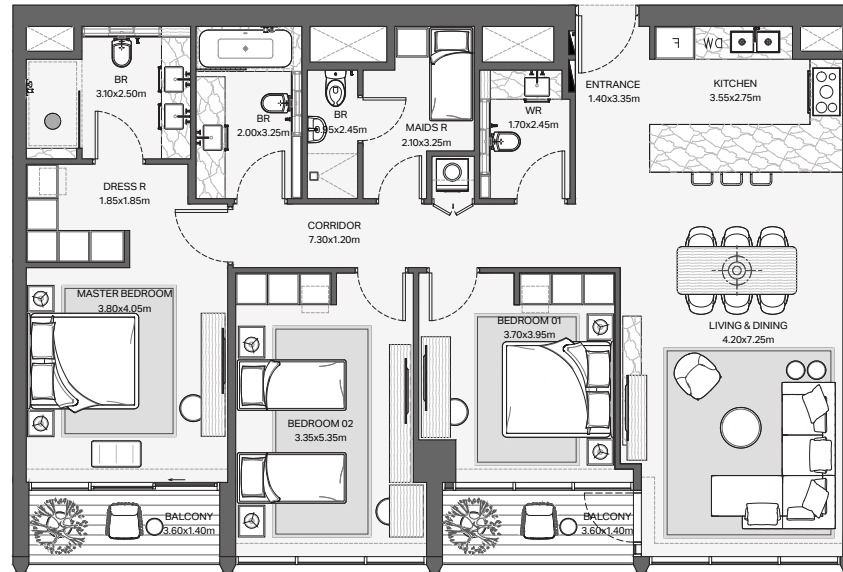 BR
3.10x2.50m
BR
2.00x3.25m
BR
0.95x2.45m
MAIDS R
2.10x3.25m
WR
1.70x2.45m
ENTRANCE
1.40x3.35m
F
DW
KITCHEN
3.55x2.75m
DRESS R
1.85x1.85m
CORRIDOR
7.30x1.20m
MASTER BEDROOM
3.80x4.05m
BEDROOM 02
3.35x5.35m
BEDROOM 01
3.70x3.95m
LIVING & DINING
4.20x7.25m
BALCONY
3.60x1.40m
BALCONY
3.60x1.40m